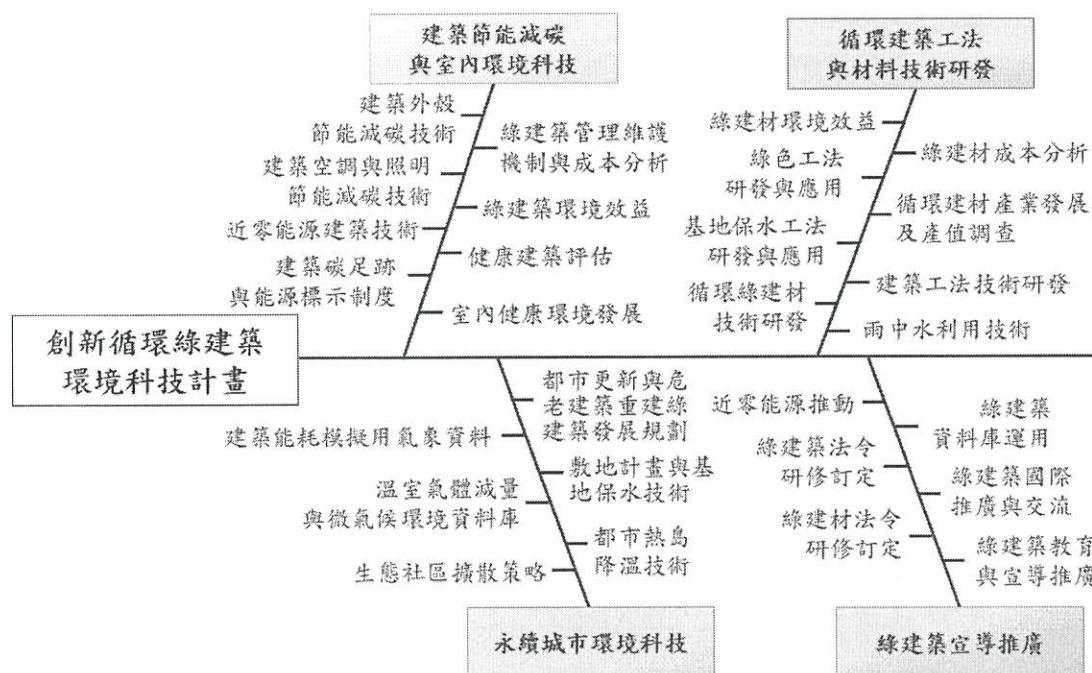 建築節能減碳
與室內環境科技
建築外殼
節能減碳技術
建築空調與照明
節能減碳技術
近零能源建築技術
建築碳足跡
與能源標示制度
綠建築管理維護
機制與成本分析
綠建築環境效益
健康建築評估
室內健康環境發展
循環建築工法
與材料技術研發
綠建材環境效益
綠色工法
研發與應用
基地保水工法
研發與應用
循環綠建材
技術研發
綠建材成本分析
循環建材產業發展
及產值調查
建築工法技術研發
雨中水利用技術
創新循環綠建築
環境科技計畫
建築能耗模擬用氣象資料
溫室氣體減量
與微氣候環境資料庫
生態社區擴散策略
都市更新與危
老建築重建綠
建築發展規劃
敷地計畫與基
地保水技術
都市熱島
降溫技術
永續城市環境科技
近零能源推動
綠建築法令
研修訂定
綠建材法令
研修訂定
綠建築
資料庫運用
綠建築國際
推廣與交流
綠建築教育
與宣導推廣
綠建築宣導推廣